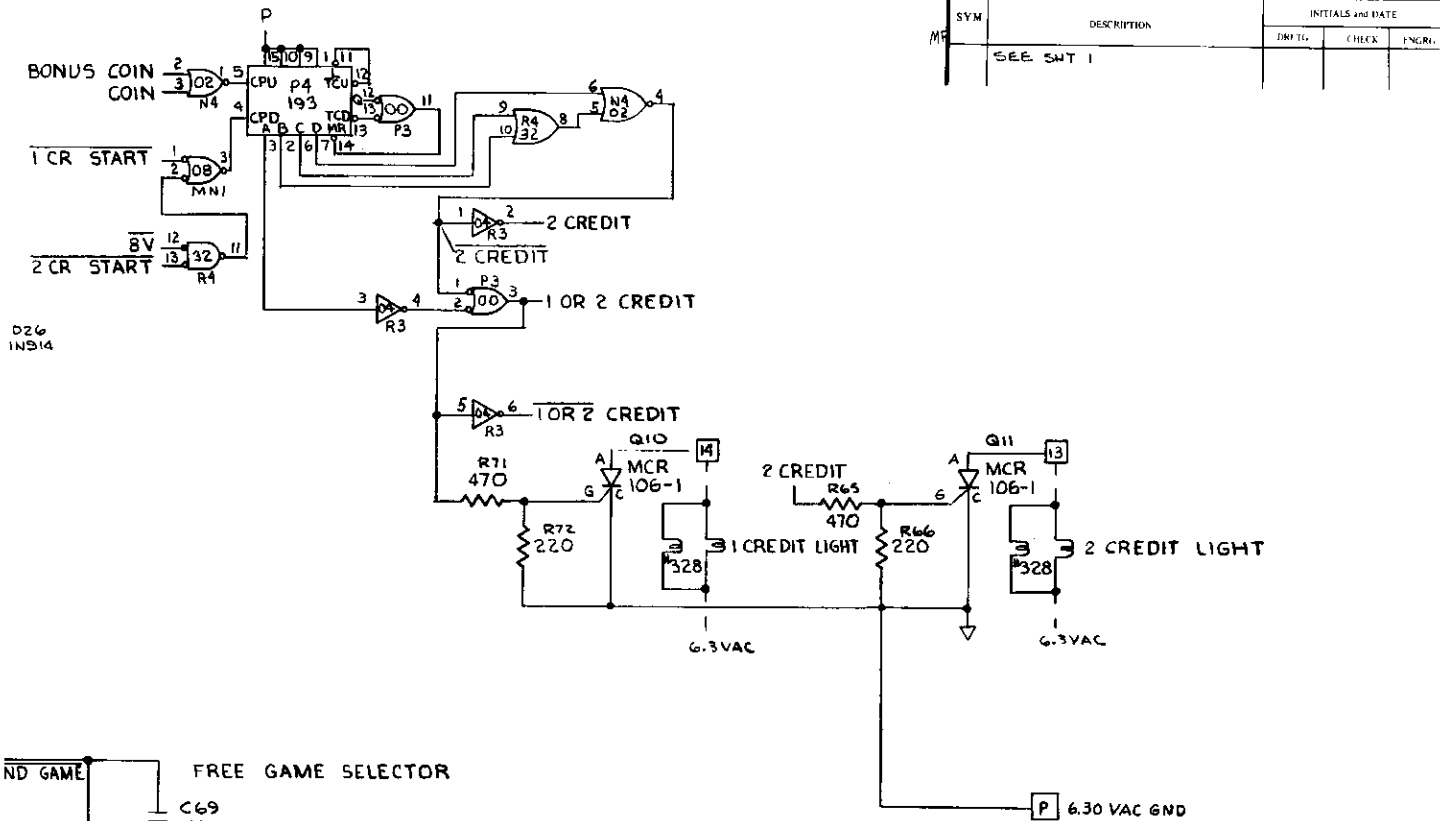 P
SYM
DESCRIPTION
INITIALS and DATE
DRFTG.
CHECK
ENGRG.
SEE SHT 1
15 10 9 1 11
BONUS COIN 2 1 5 CPU P4 TCU 12
COIN 3 02 N4 193
4 CPD Q 12 13 00 11 P3
A B C D TCD MR 13
3 2 6 7 14
9 10 R4 32 8
6 5 N4 02 4
1 CR START 1 2 08 3 MN1
8V 12 32 11
2 CR START 13 R4
1 04 2 R3 2 CREDIT
2 CREDIT
P3
1 2 00 3 1 OR 2 CREDIT
3 04 4 R3
D26
1N914
5 04 6 R3 1 OR 2 CREDIT
Q10 14
A MCR
106-1
G C
R71
470
R72
220
#328 1 CREDIT LIGHT
6.3 VAC
2 CREDIT
R65
470
R66
220
Q11 13
A MCR
106-1
G C
#328 2 CREDIT LIGHT
6.3 VAC
ND GAME
FREE GAME SELECTOR
C69
P 6.30 VAC GND